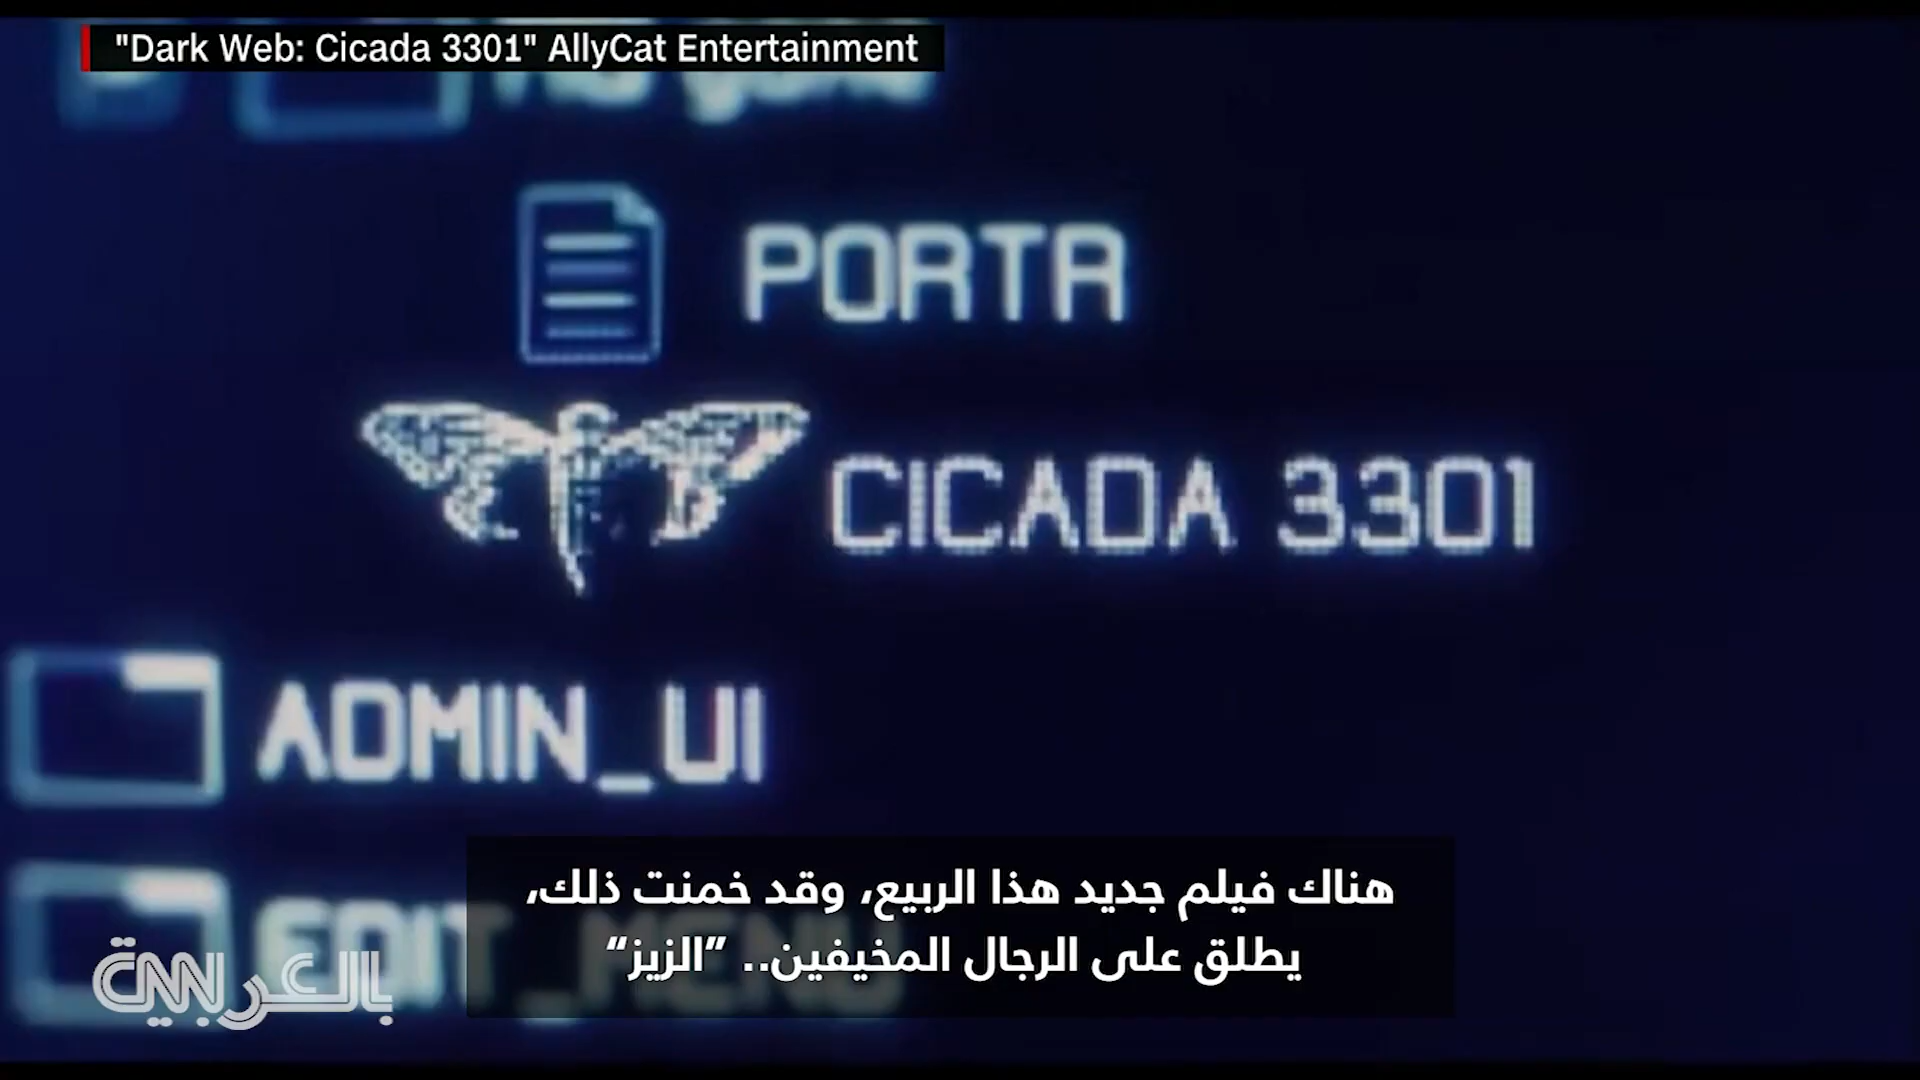 "Dark Web: Cicada 3301" AllyCat Entertainment
PORTA
CICADA 3301
ADMIN_UI
EDIT_MENU
هناك فيلم جديد هذا الربيع، وقد خمنت ذلك،
يطلق على الرجال المخيفين.. ”الزيز“
CNN بالعربية